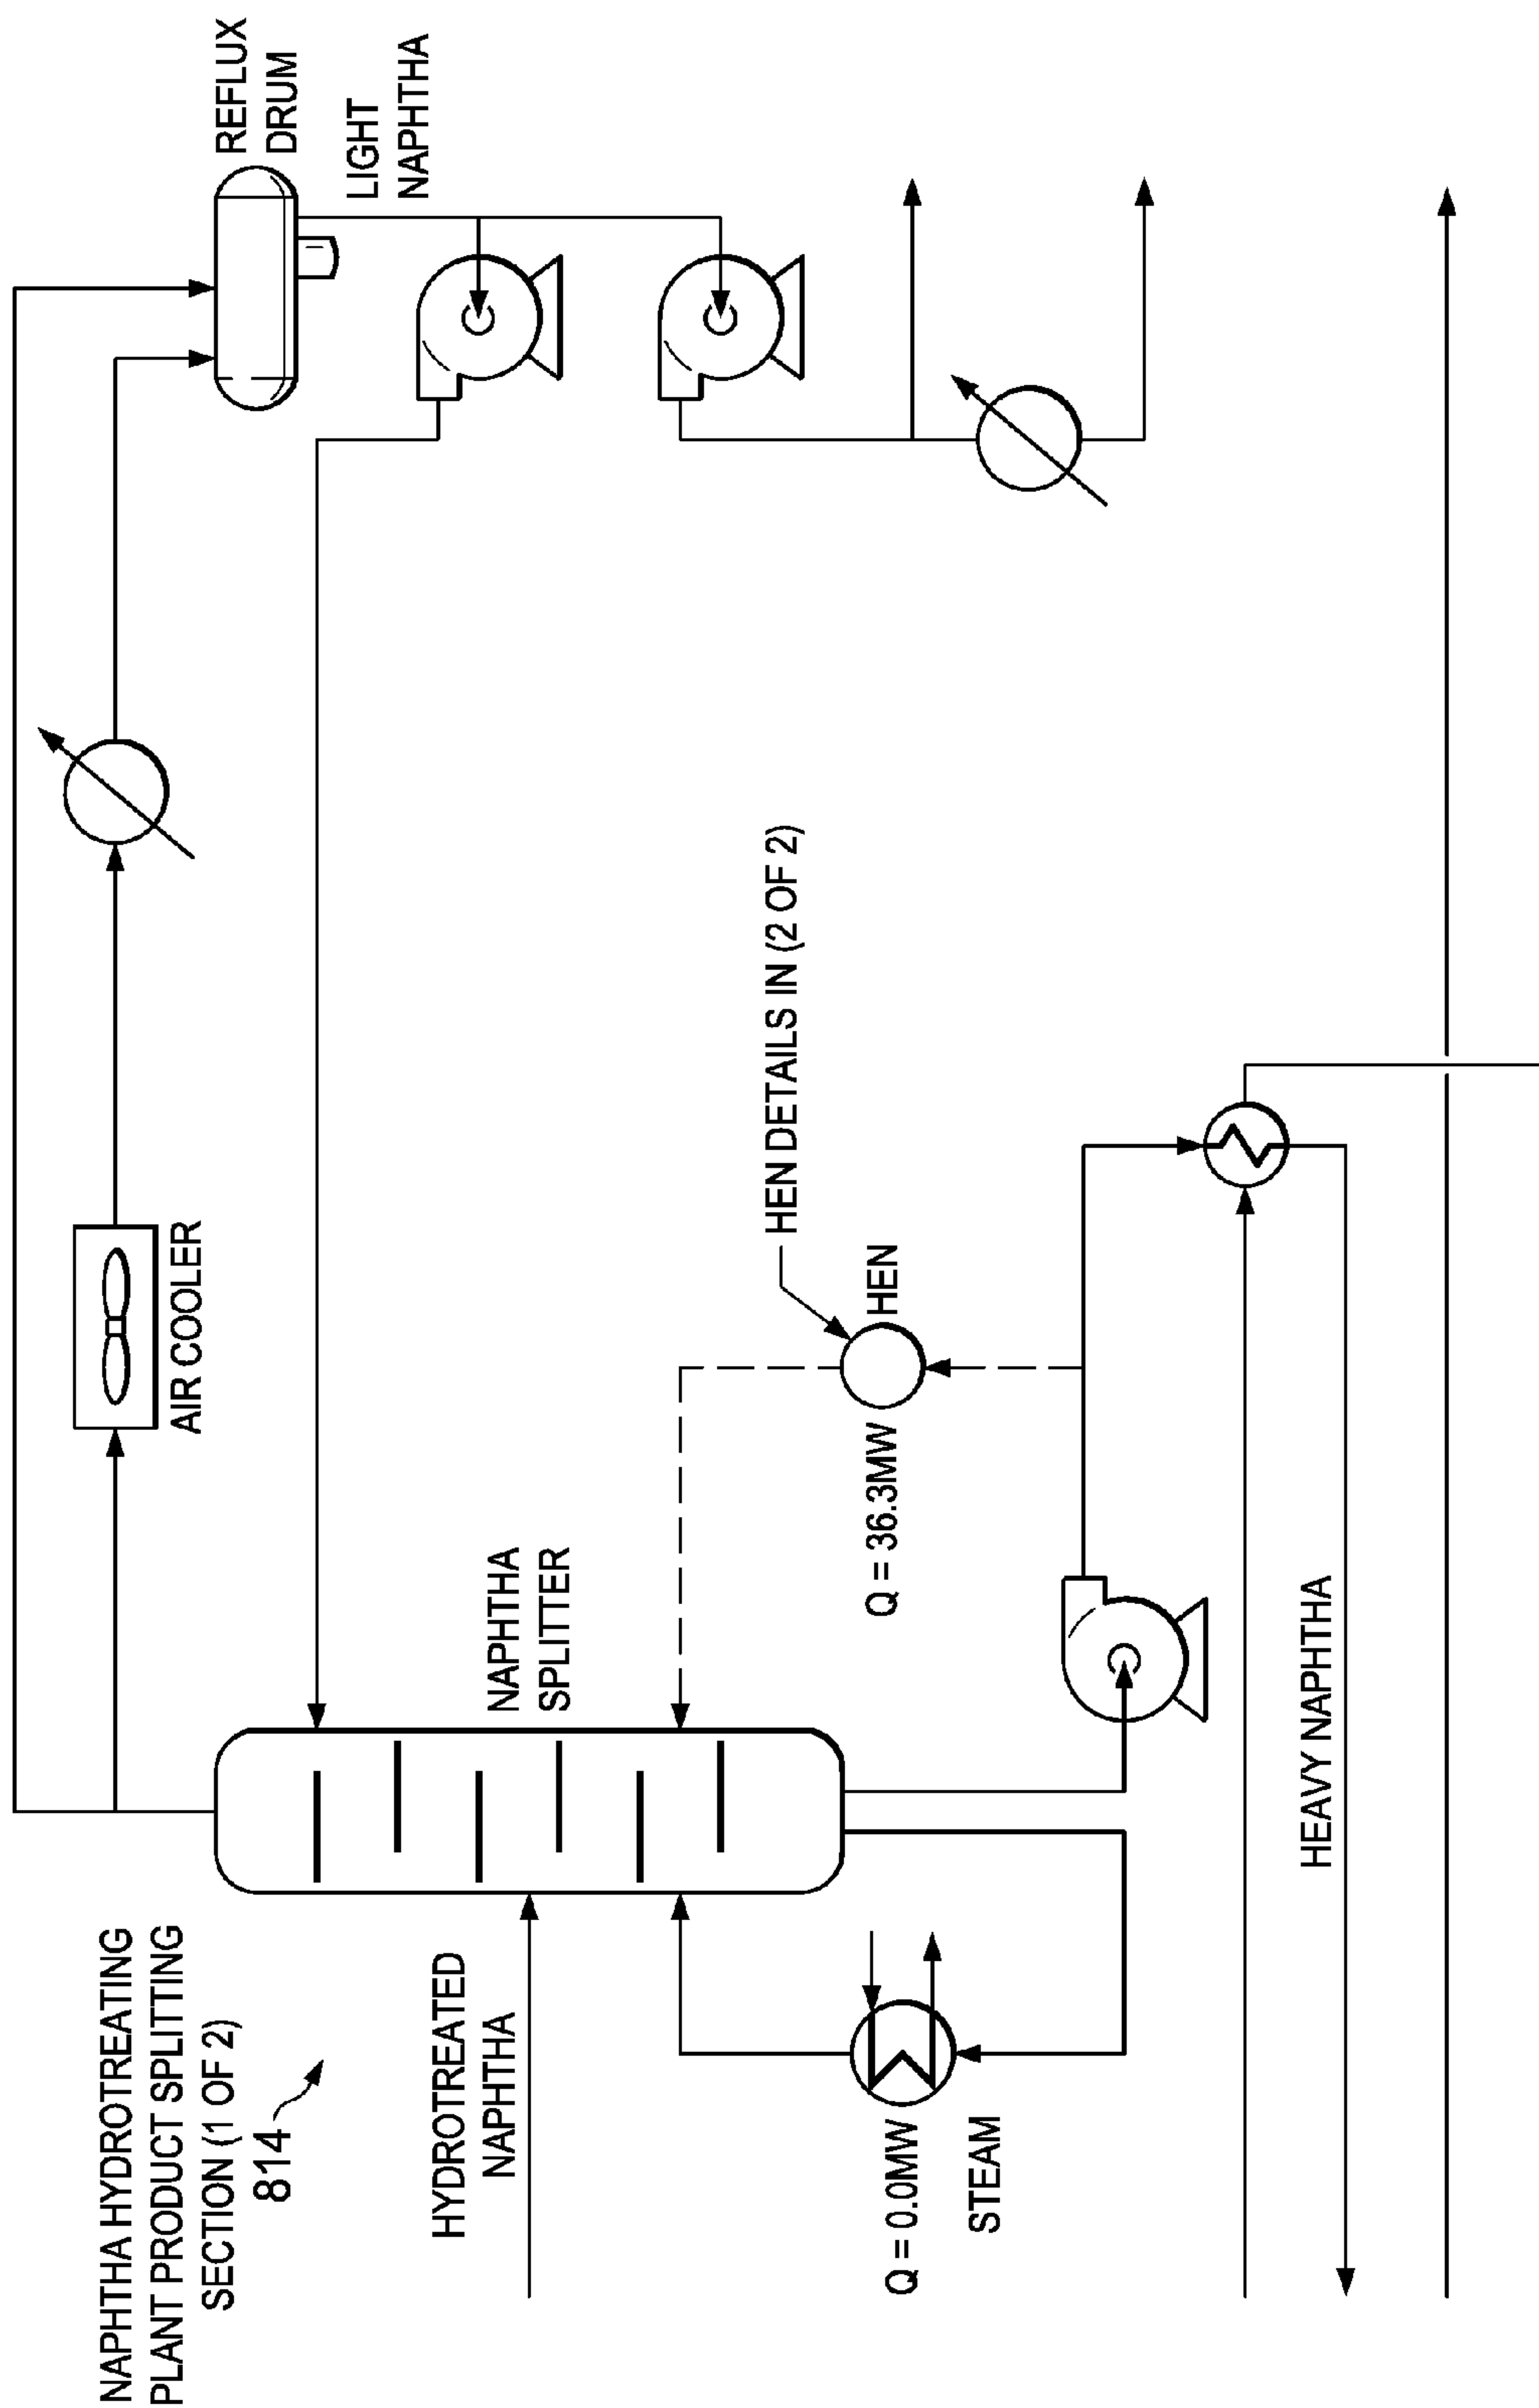 NAPHTHA HYDROTREATING
PLANT PRODUCT SPLITTING
SECTION (1 OF 2)
814
AIR COOLER
REFLUX
DRUM
LIGHT
NAPHTHA
NAPHTHA
SPLITTER
HYDROTREATED
NAPHTHA
HEN DETAILS IN (2 OF 2)
Q = 36.3MW
HEN
Q = 0.0MW
STEAM
HEAVY NAPHTHA